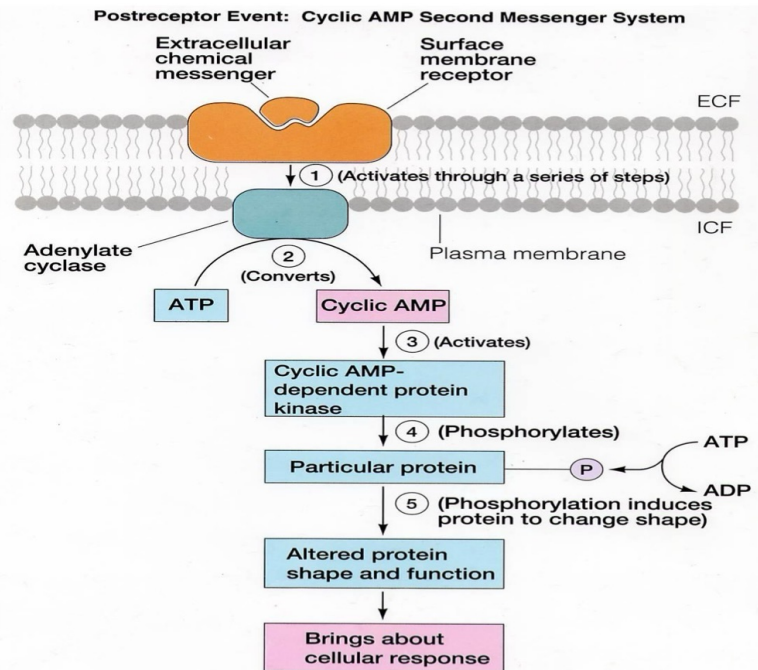 Postreceptor Event: Cyclic AMP Second Messenger System
Extracellular
chemical
messenger
Surface
membrane
receptor
ECF
1 (Activates through a series of steps)
ICF
Adenylate
cyclase
Plasma membrane
2
(Converts)
ATP
Cyclic AMP
3 (Activates)
Cyclic AMP-
dependent protein
kinase
4 (Phosphorylates)
Particular protein
P
ATP
ADP
5 (Phosphorylation induces
protein to change shape)
Altered protein
shape and function
Brings about
cellular response